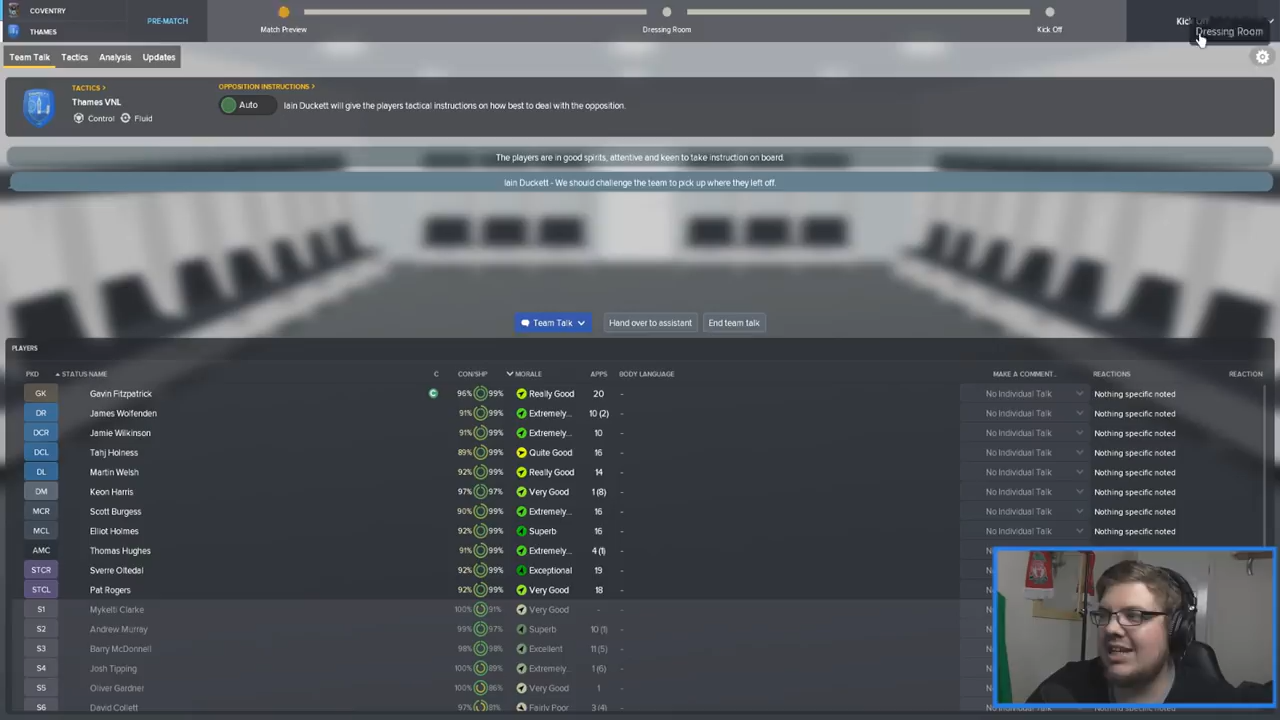 COVENTRY
THAMES
PRE-MATCH
Match Preview
Dressing Room
Kick Off
Dressing Room
Team Talk
Tactics
Analysis
Updates
TACTICS >
Thames VNL
Control
Fluid
OPPOSITION INSTRUCTIONS >
Auto
Iain Duckett will give the players tactical instructions on how best to deal with the opposition.
The players are in good spirits, attentive and keen to take instruction on board.
Iain Duckett - We should challenge the team to pick up where they left off.
Team Talk
Hand over to assistant
End team talk
PLAYERS
PKD STATUS NAME C CON/SHP MORALE APPS BODY LANGUAGE MAKE A COMMENT... REACTIONS REACTION
GK Gavin Fitzpatrick C 96% 99% Really Good 20 - No Individual Talk Nothing specific noted
DR James Wolfenden 91% 99% Extremely... 10 (2) - No Individual Talk Nothing specific noted
DCR Jamie Wilkinson 91% 99% Extremely... 10 - No Individual Talk Nothing specific noted
DCL Tahj Holness 89% 99% Quite Good 16 - No Individual Talk Nothing specific noted
DL Martin Welsh 92% 99% Really Good 14 - No Individual Talk Nothing specific noted
DM Keon Harris 97% 97% Very Good 1 (8) - No Individual Talk Nothing specific noted
MCR Scott Burgess 90% 99% Extremely... 16 - No Individual Talk Nothing specific noted
MCL Elliot Holmes 92% 99% Superb 16 - No Individual Talk Nothing specific noted
AMC Thomas Hughes 91% 99% Extremely... 4 (1) -
STCR Sverre Oltedal 92% 99% Exceptional 19 -
STCL Pat Rogers 92% 99% Very Good 18 -
S1 Mykelti Clarke 100% 91% Very Good -
S2 Andrew Murray 99% 97% Superb 10 (1) -
S3 Barry McDonnell 98% 98% Excellent 11 (5) -
S4 Josh Tipping 100% 89% Extremely... 1 (6) -
S5 Oliver Gardner 100% 86% Very Good 1 -
S6 David Collett 97% 81% Fairly Poor 3 (4) -